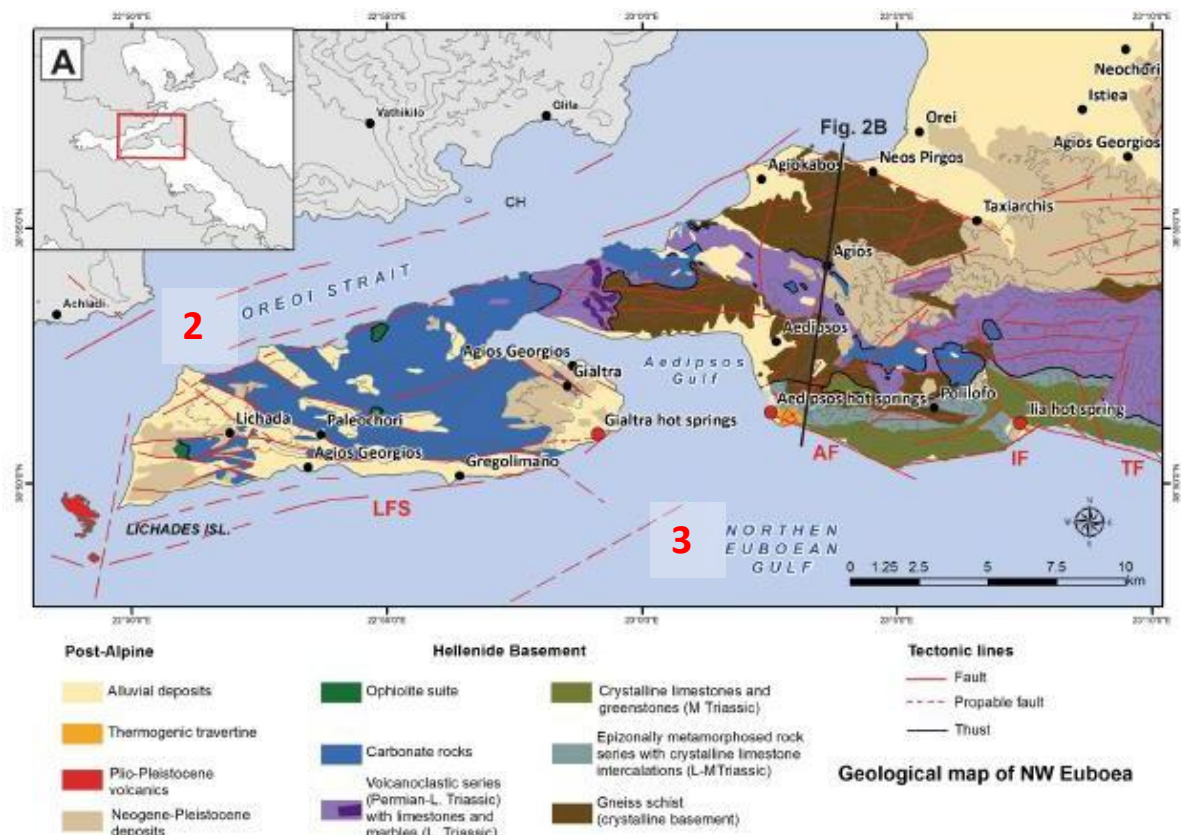 A
Vathikilo
Glifa
CH
Achladi
OREOI STRAIT
2
Neochori
Istiea
Orei
Agios Georgios
Fig. 2B
Neos Pirgos
Agiokabos
Taxiarchis
Agios
Aedipsos
Aedipsos
Gulf
Agios Georgios
Gialtra
Gialtra hot springs
Lichada
Paleochori
Agios Georgios
Gregolimano
Aedipsos hot springs
Polilofo
Ilia hot spring
AF
IF
TF
LFS
LICHADES ISL.
3
NORTHEN
EUBOEAN
GULF
N
0 1.25 2.5 5 7.5 10
km
Post-Alpine
Alluvial deposits
Thermogenic travertine
Plio-Pleistocene
volcanics
Neogene-Pleistocene
deposits
Hellenide Basement
Ophiolite suite
Carbonate rocks
Volcanoclastic series
(Permian-L. Triassic)
with limestones and
marbles (L. Triassic)
Crystalline limestones and
greenstones (M Triassic)
Epizonally metamorphosed rock
series with crystalline limestone
intercalations (L-MTriassic)
Gneiss schist
(crystalline basement)
Tectonic lines
Fault
Propable fault
Thust
Geological map of NW Euboea